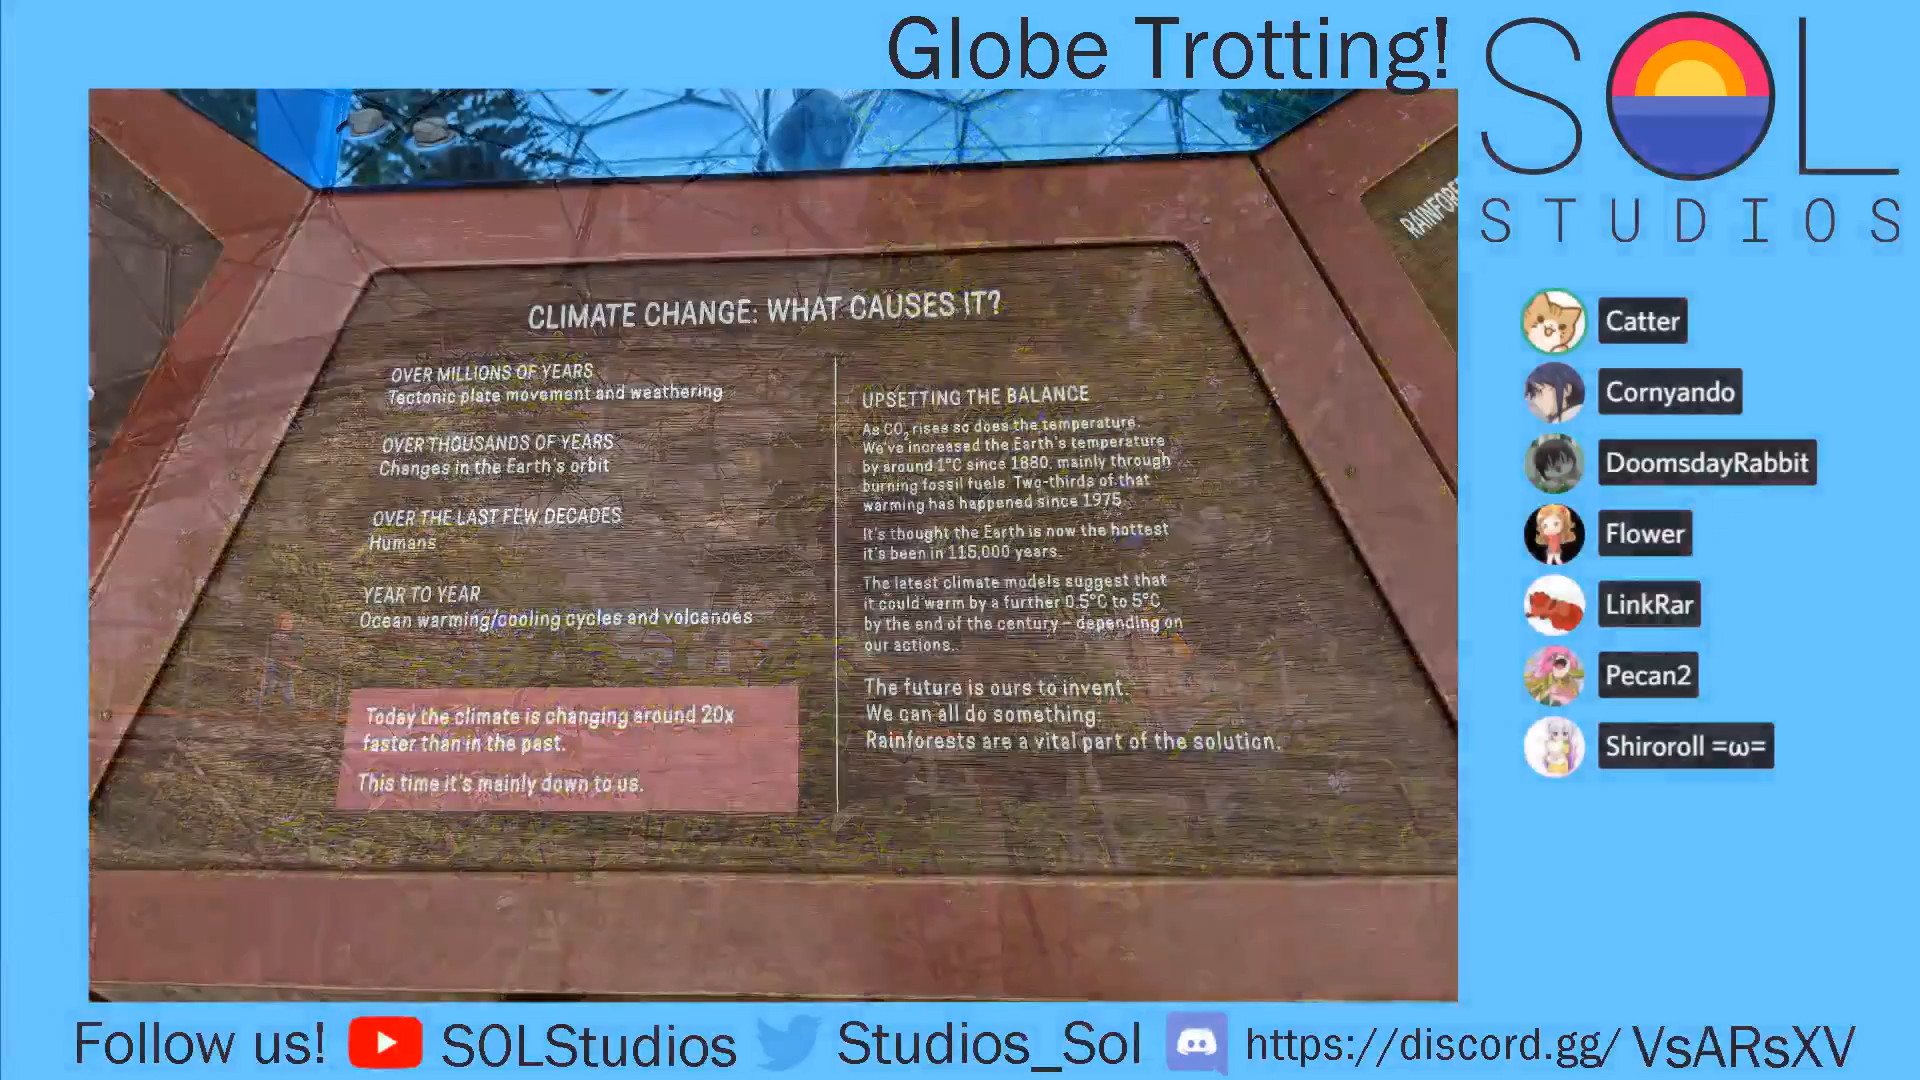 Globe Trotting!
SOL
STUDIOS
RAINFORE
CLIMATE CHANGE: WHAT CAUSES IT?
OVER MILLIONS OF YEARS
Tectonic plate movement and weathering
OVER THOUSANDS OF YEARS
Changes in the Earth's orbit
OVER THE LAST FEW DECADES
Humans
YEAR TO YEAR
Ocean warming/cooling cycles and volcanoes
Today the climate is changing around 20x
faster than in the past.
This time it's mainly down to us.
UPSETTING THE BALANCE
As CO₂ rises so does the temperature.
We've increased the Earth's temperature
by around 1°C since 1880, mainly through
burning fossil fuels. Two-thirds of that
warming has happened since 1975.
It's thought the Earth is now the hottest
it's been in 115,000 years.
The latest climate models suggest that
it could warm by a further 0.5°C to 5°C
by the end of the century – depending on
our actions.
The future is ours to invent.
We can all do something.
Rainforests are a vital part of the solution.
Catter
Cornyando
DoomsdayRabbit
Flower
LinkRar
Pecan2
Shiroroll =ω=
Follow us! SOLStudios Studios_Sol https://discord.gg/VsARsXV